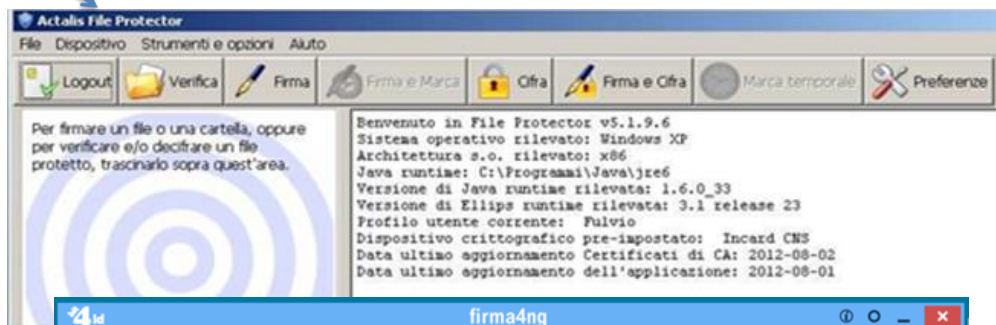 Actalis File Protector
File Dispositivo Strumenti e opzioni Aiuto
Logout Verifica Firma Firma e Marca Cifra Firma e Cifra Marca temporale Preferenze
Per firmare un file o una cartella, oppure
per verificare e/o decifrare un file
protetto, trascinarlo sopra quest'area.
Benvenuto in File Protector v5.1.9.6
Sistema operativo rilevato: Windows XP
Architettura s.o. rilevato: x86
Java runtime: C:\Programmi\Java\jre6
Versione di Java runtime rilevata: 1.6.0_33
Versione di Ellips runtime rilevata: 3.1 release 23
Profilo utente corrente: Fulvio
Dispositivo crittografico pre-impostato: Incard CNS
Data ultimo aggiornamento Certificati di CA: 2012-08-02
Data ultimo aggiornamento dell'applicazione: 2012-08-01
4id firma4ng